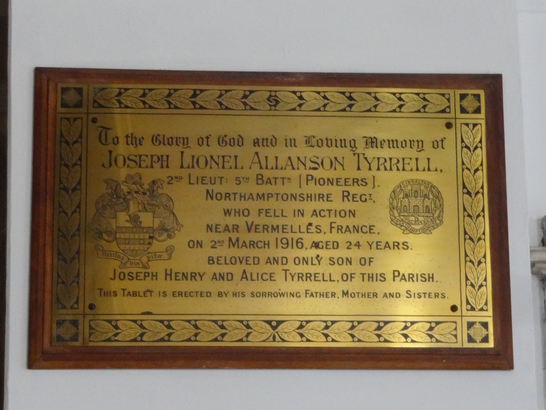 To the Glory of God and in Loving Memory of
JOSEPH LIONEL ALLANSON TYRRELL,
2ND LIEUT: 5TH BATTN [PIONEERS].
NORTHAMPTONSHIRE REGT.
WHO FELL IN ACTION
NEAR VERMELLES, FRANCE,
ON 2ND MARCH 1916. AGED 24 YEARS.
BELOVED AND ONLY SON OF
JOSEPH HENRY AND ALICE TYRRELL, OF THIS PARISH.
THIS TABLET IS ERECTED BY HIS SORROWING FATHER, MOTHER AND SISTERS.